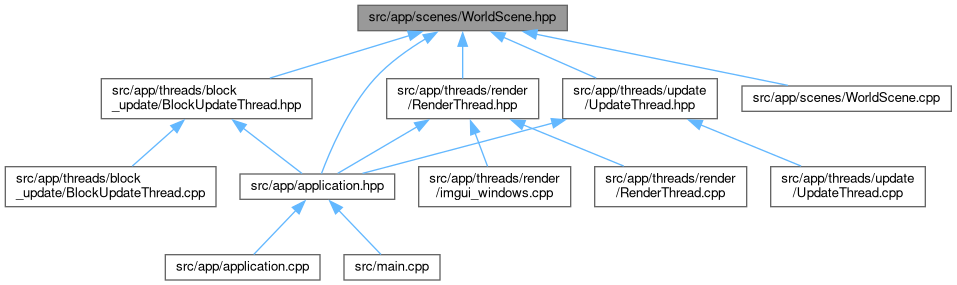 src/app/scenes/WorldScene.hpp
src/app/threads/block
_update/BlockUpdateThread.hpp
src/app/threads/render
/RenderThread.hpp
src/app/threads/update
/UpdateThread.hpp
src/app/scenes/WorldScene.cpp
src/app/threads/block
_update/BlockUpdateThread.cpp
src/app/application.hpp
src/app/threads/render
/imgui_windows.cpp
src/app/threads/render
/RenderThread.cpp
src/app/threads/update
/UpdateThread.cpp
src/app/application.cpp
src/main.cpp